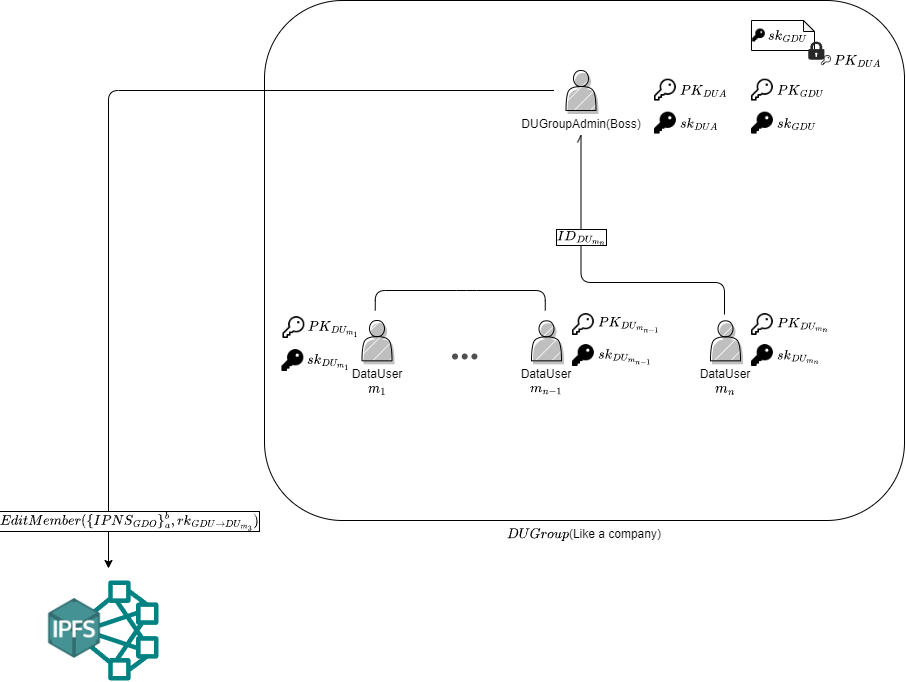 sk_{GDU}
PK_{DUA}
PK_{DUA}
PK_{GDU}
sk_{DUA}
sk_{GDU}
DUGroupAdmin(Boss)
ID_{DU_{m_n}}
PK_{DU_{m_1}}
sk_{DU_{m_1}}
DataUser
m_1
PK_{DU_{m_{n-1}}}
sk_{DU_{m_{n-1}}}
DataUser
m_{n-1}
PK_{DU_{m_n}}
sk_{DU_{m_n}}
DataUser
m_n
EditMember({IPNS_{GDO}}_a^b, rk_{GDU→DU_{m_3}})
DUGroup(Like a company)
IPFS